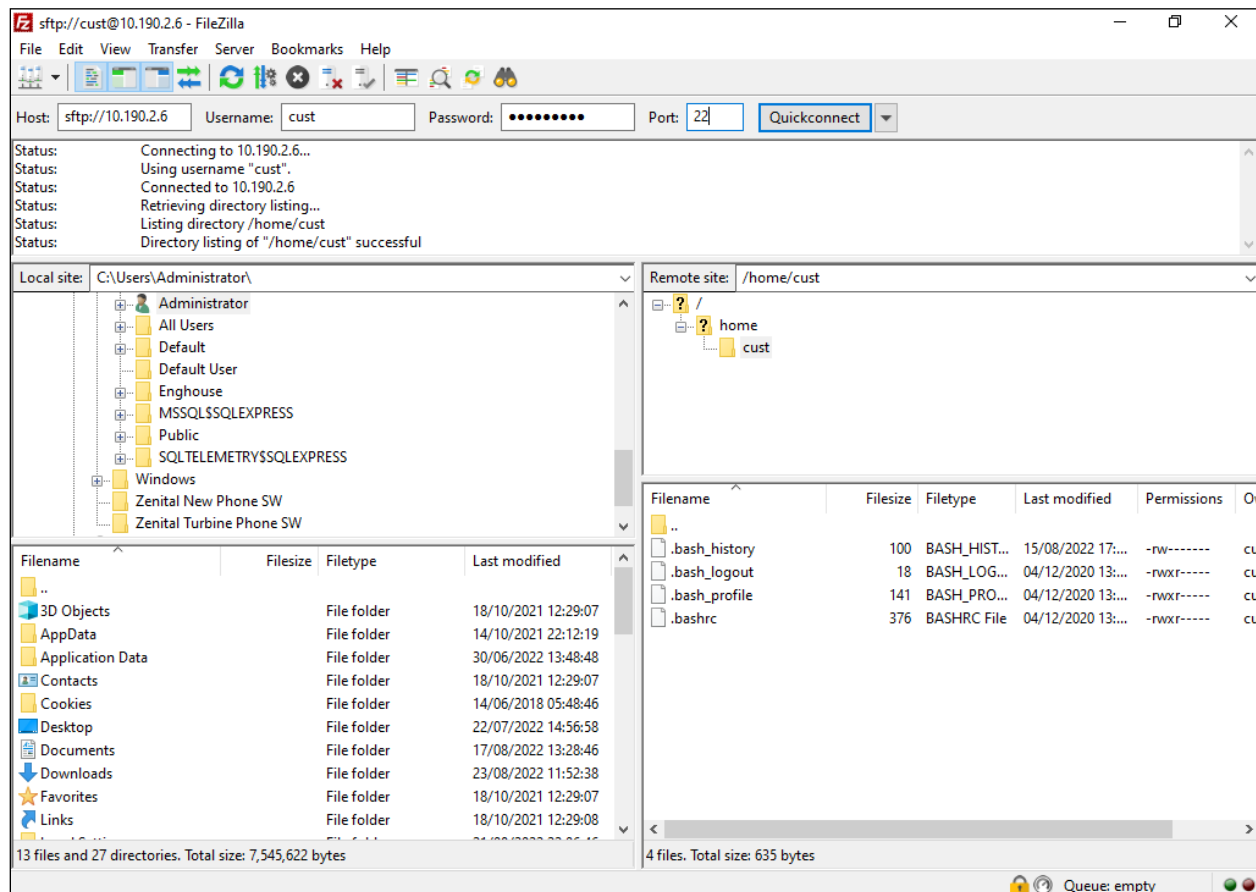 sftp://cust@10.190.2.6 - FileZilla
File Edit View Transfer Server Bookmarks Help
Host: sftp://10.190.2.6 Username: cust Password: ●●●●●●●●● Port: 22 Quickconnect
Status: Connecting to 10.190.2.6...
Status: Using username "cust".
Status: Connected to 10.190.2.6
Status: Retrieving directory listing...
Status: Listing directory /home/cust
Status: Directory listing of "/home/cust" successful
Local site: C:\Users\Administrator\
Administrator
All Users
Default
Default User
Enghouse
MSSQL$SQLEXPRESS
Public
SQLTELEMETRY$SQLEXPRESS
Windows
Zenital New Phone SW
Zenital Turbine Phone SW
Filename Filesize Filetype Last modified
..
3D Objects File folder 18/10/2021 12:29:07
AppData File folder 14/10/2021 22:12:19
Application Data File folder 30/06/2022 13:48:48
Contacts File folder 18/10/2021 12:29:07
Cookies File folder 14/06/2018 05:48:46
Desktop File folder 22/07/2022 14:56:58
Documents File folder 17/08/2022 13:28:46
Downloads File folder 23/08/2022 11:52:38
Favorites File folder 18/10/2021 12:29:07
Links File folder 18/10/2021 12:29:08
13 files and 27 directories. Total size: 7,545,622 bytes
Remote site: /home/cust
/
home
cust
Filename Filesize Filetype Last modified Permissions
..
.bash_history 100 BASH_HIST... 15/08/2022 17:... -rw-------
.bash_logout 18 BASH_LOG... 04/12/2020 13:... -rwxr-----
.bash_profile 141 BASH_PRO... 04/12/2020 13:... -rwxr-----
.bashrc 376 BASHRC File 04/12/2020 13:... -rwxr-----
4 files. Total size: 635 bytes
Queue: empty